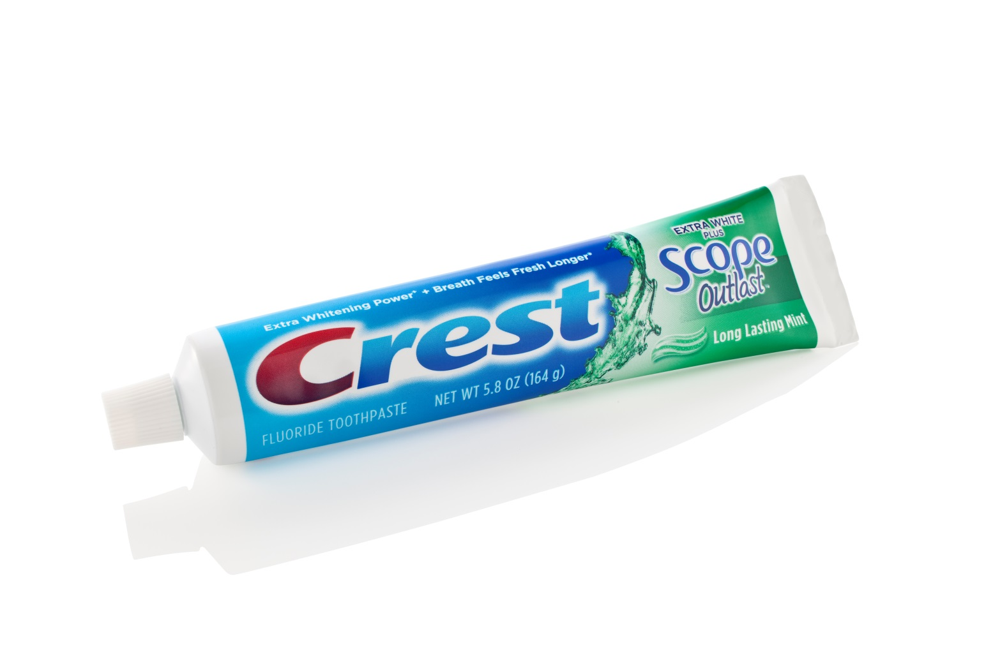 Extra Whitening Power⁺ + Breath Feels Fresh Longer*
Crest
FLUORIDE TOOTHPASTE
NET WT 5.8 OZ (164 g)
EXTRA WHITE
PLUS
Scope
Outlast™
Long Lasting Mint